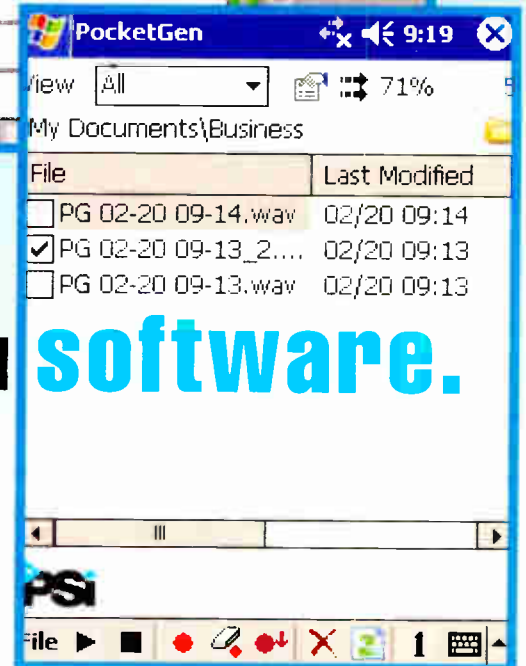 PocketGen 9:19
View All 71%
My Documents\Business
File Last Modified
PG 02-20 09-14.wav 02/20 09:14
PG 02-20 09-13_2.... 02/20 09:13
PG 02-20 09-13.wav 02/20 09:13
software.
PSi
File 1